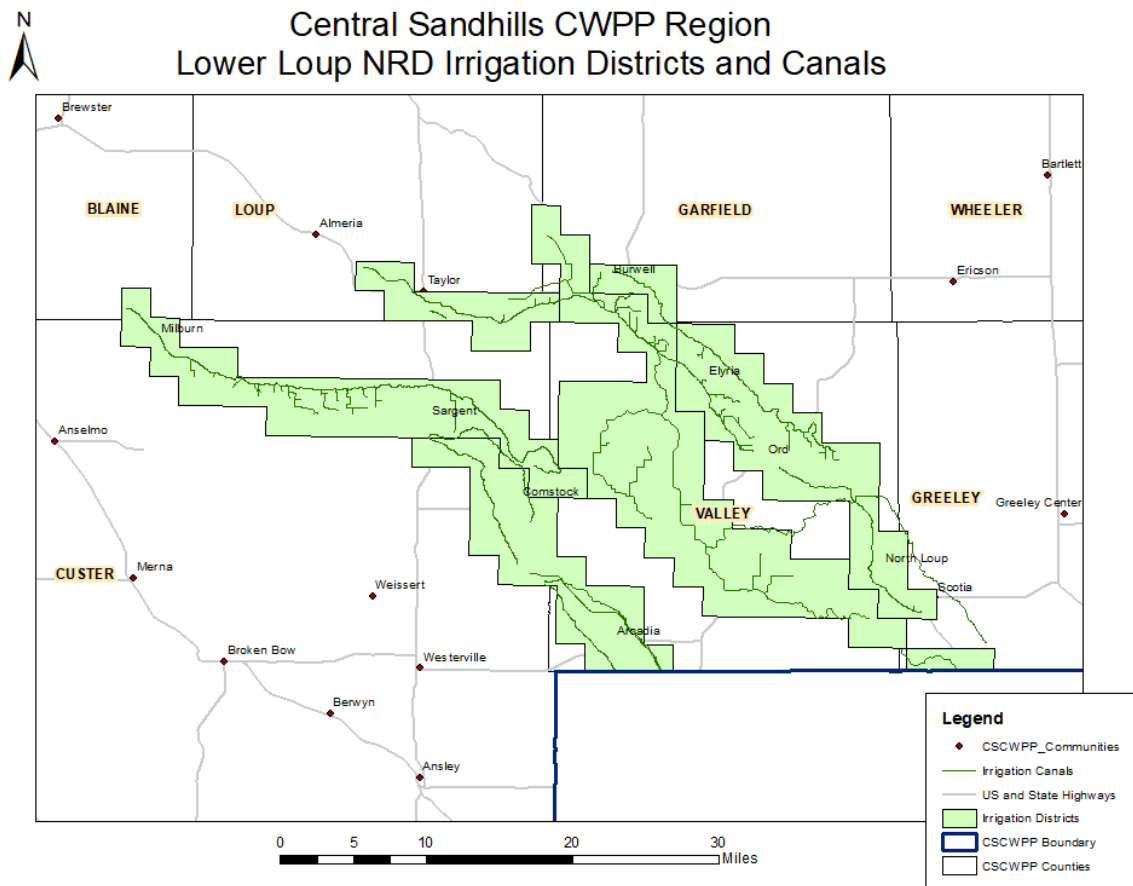 N
Central Sandhills CWPP Region
Lower Loup NRD Irrigation Districts and Canals
Brewster
Bartlett
BLAINE
LOUP
GARFIELD
WHEELER
Almeria
Burwell
Ericson
Taylor
Milburn
Elyria
Sargent
Anselmo
Ord
Comstock
GREELEY
Greeley Center
VALLEY
North Loup
CUSTER
Merna
Weissert
Scotia
Arcadia
Broken Bow
Westerville
Berwyn
Ansley
Legend
CSCWPP_Communities
Irrigation Canals
US and State Highways
Irrigation Districts
CSCWPP Boundary
CSCWPP Counties
0 5 10 20 30
Miles